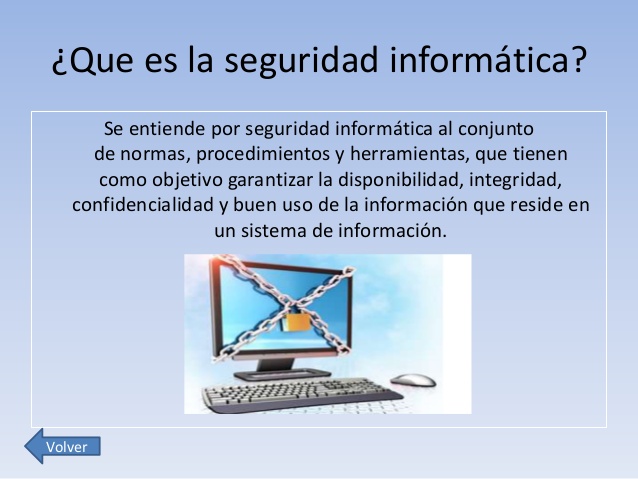 ¿Que es la seguridad informática?
Se entiende por seguridad informática al conjunto
de normas, procedimientos y herramientas, que tienen
como objetivo garantizar la disponibilidad, integridad,
confidencialidad y buen uso de la información que reside en
un sistema de información.
Volver